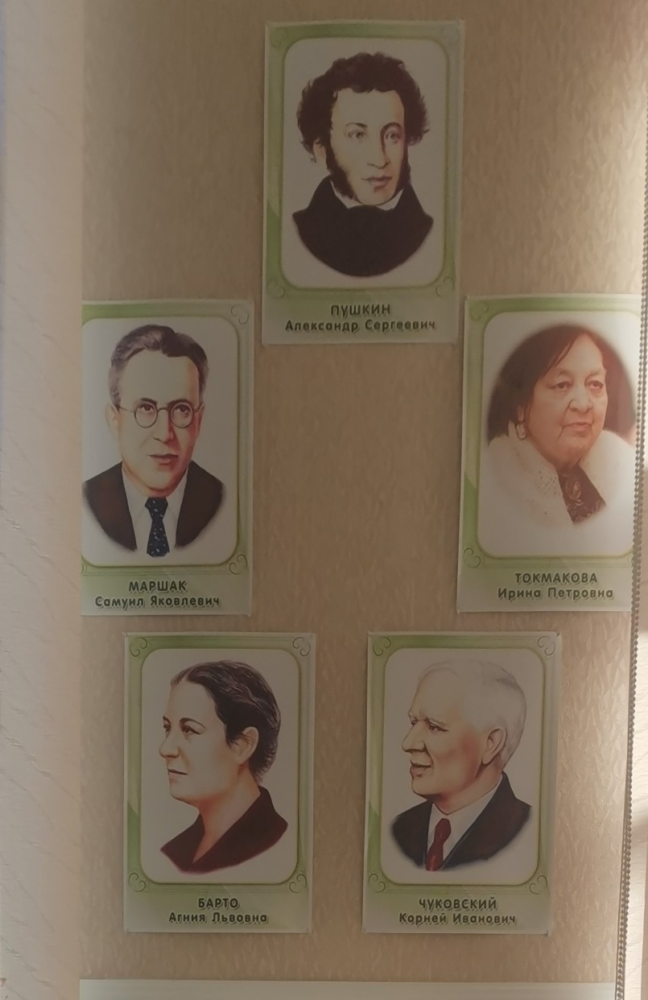 ПУШКИН
Александр Сергеевич
МАРШАК
Самуил Яковлевич
ТОКМАКОВА
Ирина Петровна
БАРТО
Агния Львовна
ЧУКОВСКИЙ
Корней Иванович